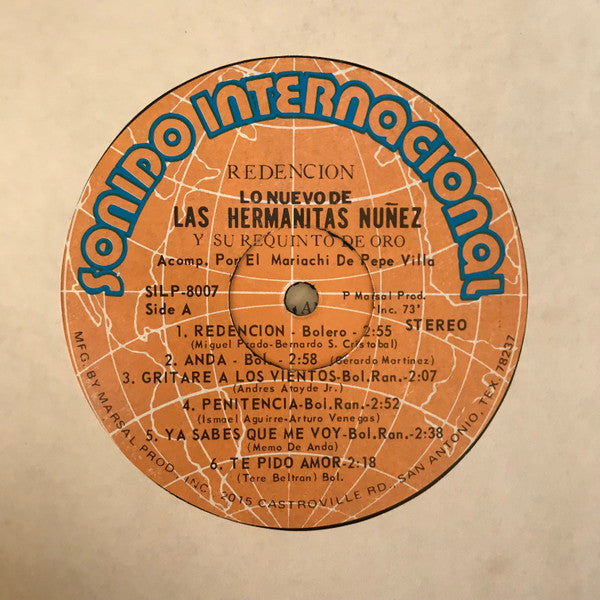 SONIDO INTERNACIONAL
REDENCION
LO NUEVO DE
LAS HERMANITAS NUÑEZ
Y SU REQUINTO DE ORO
Acomp. Por El Mariachi De Pepe Villa
SILP-8007
Side A
P Marsal Prod.
Inc. 73"
STEREO
A
1. REDENCION - Bolero - 2:55
(Miguel Prado-Bernardo S. Cristobal)
2. ANDA - Bol. - 2:58 (Gerardo Martinez)
3. GRITARE A LOS VIENTOS-Bol.Ran.-2:07
(Andres Atayde Jr.)
4. PENITENCIA-Bol.Ran.-2:52
(Ismael Aguirre-Arturo Venegas)
5. YA SABES QUE ME VOY-Bol.Ran.-2:38
(Memo De Anda)
6. TE PIDO AMOR-2:18
(Tere Beltran) Bol.
MFG BY MARSAL PROD., INC. 2015 CASTROVILLE RD., SAN ANTONIO, TEX. 78237